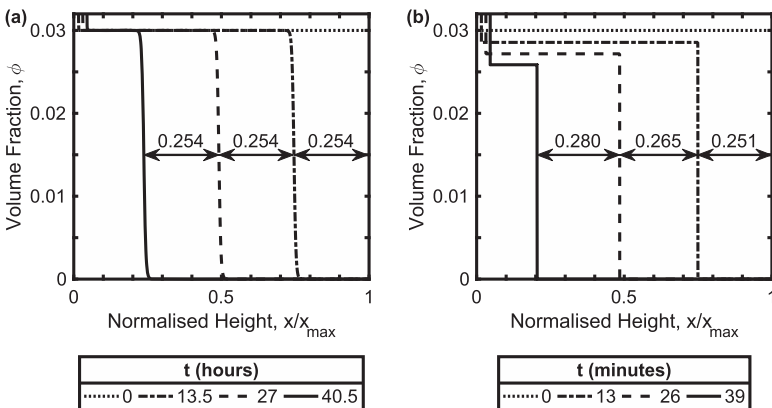 (a)
0.03
0.02
0.01
0
Volume Fraction, ϕ
0.254
0.254
0.254
0
0.5
1
Normalised Height, x/x_max
t (hours)
0 13.5 27 40.5
(b)
0.03
0.02
0.01
0
Volume Fraction, ϕ
0.280
0.265
0.251
0
0.5
1
Normalised Height, x/x_max
t (minutes)
0 13 26 39